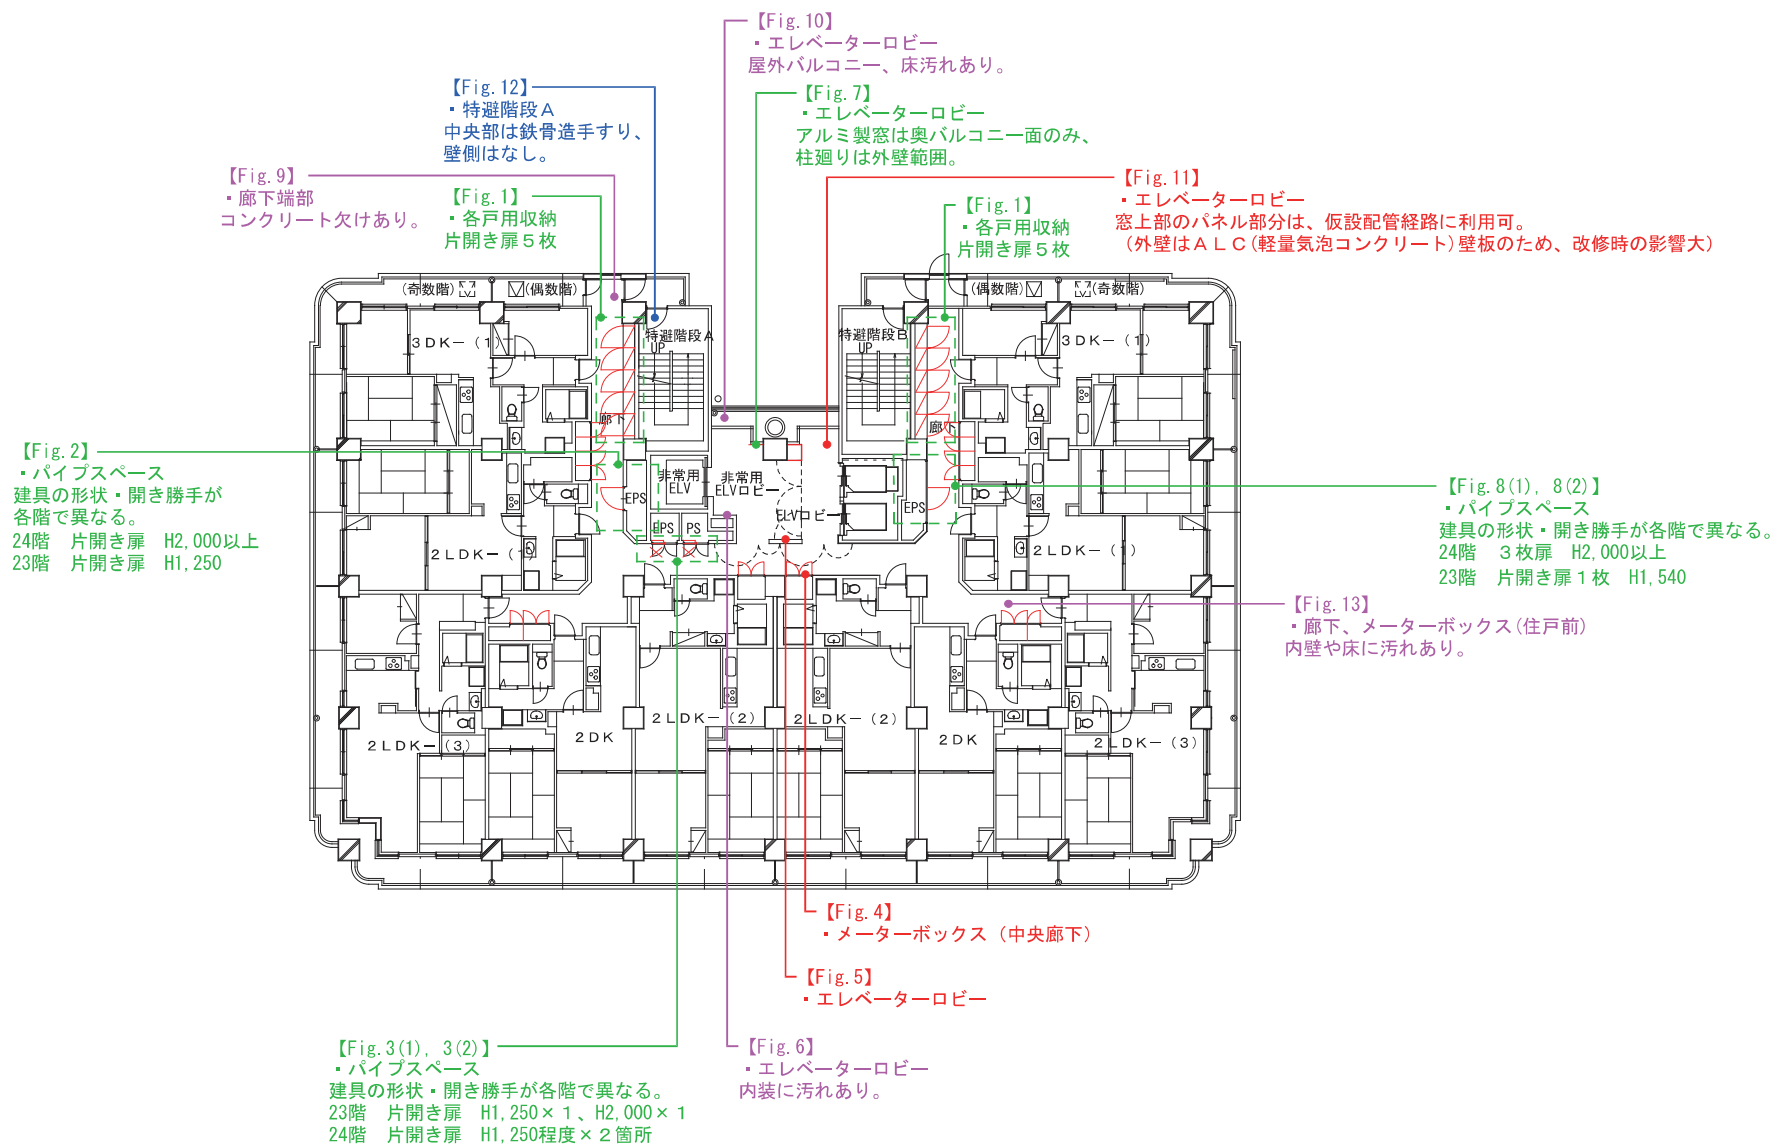 【Fig.10】
・エレベーターロビー
屋外バルコニー、床汚れあり。
【Fig.12】
・特避階段Ａ
中央部は鉄骨造手すり、
壁側はなし。
【Fig.7】
・エレベーターロビー
アルミ製窓は奥バルコニー面のみ、
柱廻りは外壁範囲。
【Fig.9】
・廊下端部
コンクリート欠けあり。
【Fig.1】
・各戸用収納
片開き扉５枚
【Fig.1】
・各戸用収納
片開き扉５枚
【Fig.11】
・エレベーターロビー
窓上部のパネル部分は、仮設配管経路に利用可。
（外壁はＡＬＣ(軽量気泡コンクリート)壁板のため、改修時の影響大）
(奇数階)
(偶数階)
(偶数階)
(奇数階)
特避階段A
UP
特避階段B
UP
３ＤＫ－（１）
３ＤＫ－（１）
廊下
廊下
【Fig.2】
・パイプスペース
建具の形状・開き勝手が
各階で異なる。
24階　片開き扉　H2,000以上
23階　片開き扉　H1,250
非常用
ELV
非常用
ELVロビー
EPS
EPS
PS
ELVロビー
EPS
【Fig.8(1), 8(2)】
・パイプスペース
建具の形状・開き勝手が各階で異なる。
24階　３枚扉　H2,000以上
23階　片開き扉１枚　H1,540
２ＬＤＫ－（１）
２ＬＤＫ－（１）
【Fig.13】
・廊下、メーターボックス(住戸前)
内壁や床に汚れあり。
２ＬＤＫ－（３）
２ＤＫ
２ＬＤＫ－（２）
２ＬＤＫ－（２）
２ＤＫ
２ＬＤＫ－（３）
【Fig.4】
・メーターボックス（中央廊下）
【Fig.5】
・エレベーターロビー
【Fig.3(1), 3(2)】
・パイプスペース
建具の形状・開き勝手が各階で異なる。
23階　片開き扉　H1,250×１、H2,000×１
24階　片開き扉　H1,250程度×２箇所
【Fig.6】
・エレベーターロビー
内装に汚れあり。